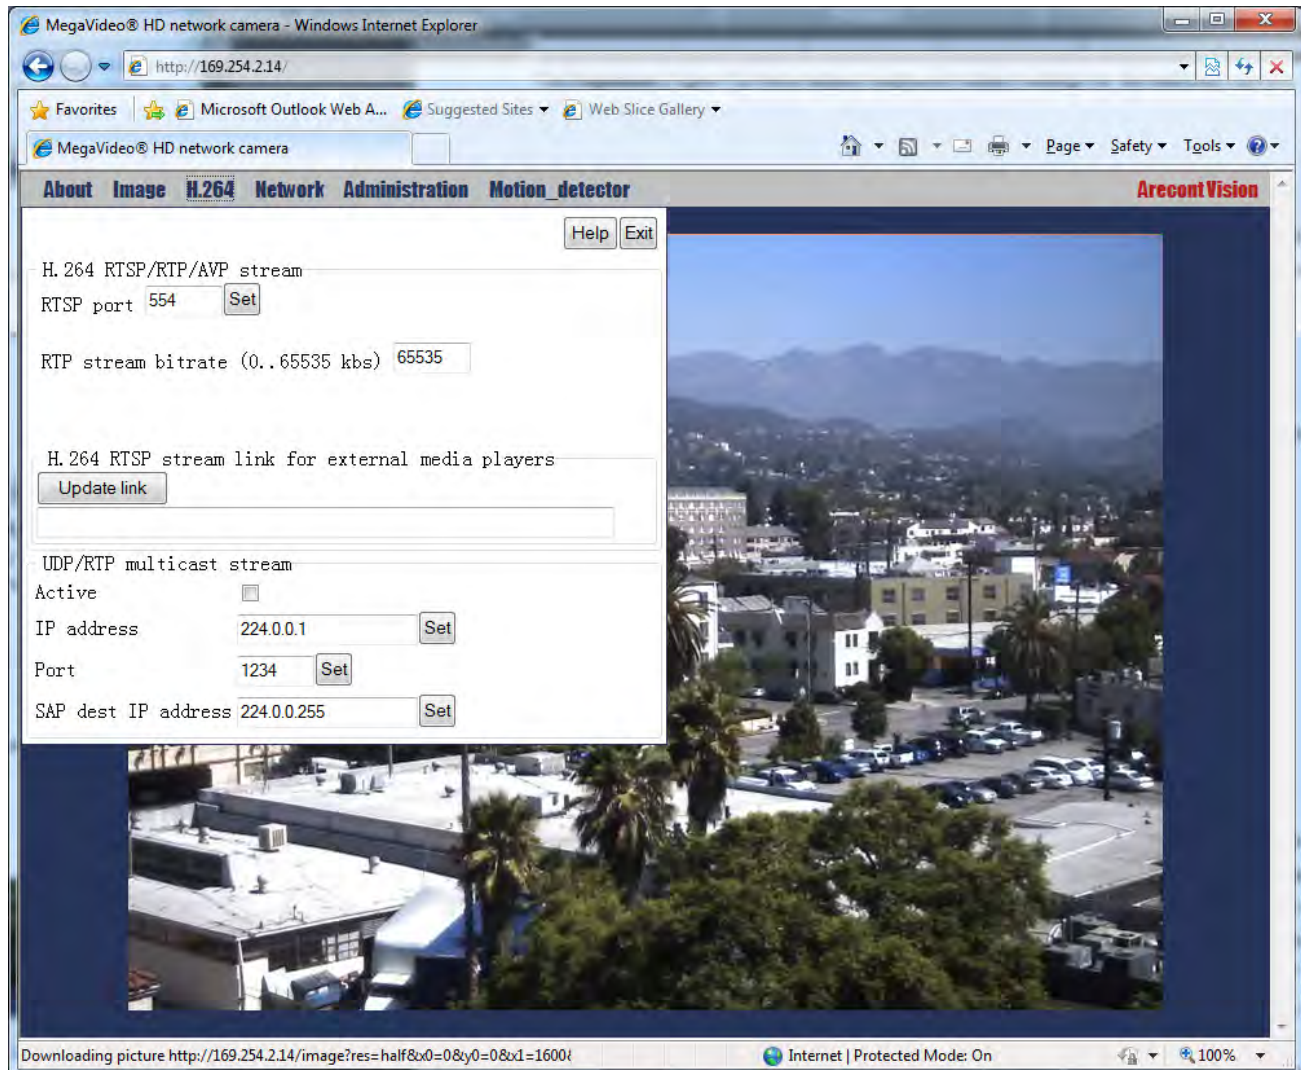 MegaVideo® HD network camera - Windows Internet Explorer
http://169.254.2.14/
Favorites Microsoft Outlook Web A... Suggested Sites Web Slice Gallery
MegaVideo® HD network camera Page Safety Tools
About Image H.264 Network Administration Motion_detector ArecontVision
Help Exit
H.264 RTSP/RTP/AVP stream
RTSP port 554 Set
RTP stream bitrate (0..65535 kbs) 65535
H.264 RTSP stream link for external media players
Update link
UDP/RTP multicast stream
Active
IP address 224.0.0.1 Set
Port 1234 Set
SAP dest IP address 224.0.0.255 Set
Downloading picture http://169.254.2.14/image?res=half&x0=0&y0=0&x1=1600& Internet | Protected Mode: On 100%